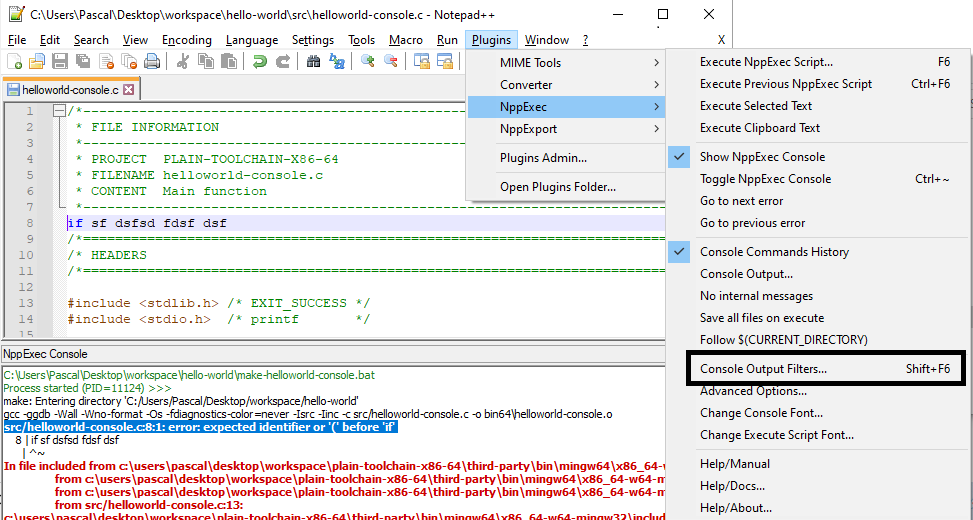 C:\Users\Pascal\Desktop\workspace\hello-world\src\helloworld-console.c - Notepad++
File Edit Search View Encoding Language Settings Tools Macro Run Plugins Window ? X
helloworld-console.c
1 /*-
2 * FILE INFORMATION
3 *-
4 * PROJECT PLAIN-TOOLCHAIN-X86-64
5 * FILENAME helloworld-console.c
6 * CONTENT Main function
7 *-
8 if sf dsfsd fdsf dsf
9 /*=
10 /* HEADERS
11 /*=
12
13 #include <stdlib.h> /* EXIT_SUCCESS */
14 #include <stdio.h> /* printf */
15
MIME Tools
Converter
NppExec
NppExport
Plugins Admin...
Open Plugins Folder...
Execute NppExec Script... F6
Execute Previous NppExec Script Ctrl+F6
Execute Selected Text
Execute Clipboard Text
Show NppExec Console
Toggle NppExec Console Ctrl+~
Go to next error
Go to previous error
Console Commands History
Console Output...
No internal messages
Save all files on execute
Follow $(CURRENT_DIRECTORY)
Console Output Filters... Shift+F6
Advanced Options...
Change Console Font...
Change Execute Script Font...
Help/Manual
Help/Docs...
Help/About...
NppExec Console
C:\Users\Pascal\Desktop\workspace\hello-world\make-helloworld-console.bat
Process started (PID=11124) >>>
make: Entering directory 'C:/Users/Pascal/Desktop/workspace/hello-world'
gcc -ggdb -Wall -Wno-format -Os -fdiagnostics-color=never -Isrc -Iinc -c src/helloworld-console.c -o bin64\helloworld-console.o
src/helloworld-console.c:8:1: error: expected identifier or '(' before 'if'
8 | if sf dsfsd fdsf dsf
| ^~
In file included from c:\users\pascal\desktop\workspace\plain-toolchain-x86-64\third-party\bin\mingw64\x86_64-w
from c:\users\pascal\desktop\workspace\plain-toolchain-x86-64\third-party\bin\mingw64\x86_64-w64-m
from c:\users\pascal\desktop\workspace\plain-toolchain-x86-64\third-party\bin\mingw64\x86_64-w64-m
from src/helloworld-console.c:13:
c:\users\pascal\desktop\workspace\plain-toolchain-x86-64\third-party\bin\mingw64\x86_64-w64-mingw32\includ